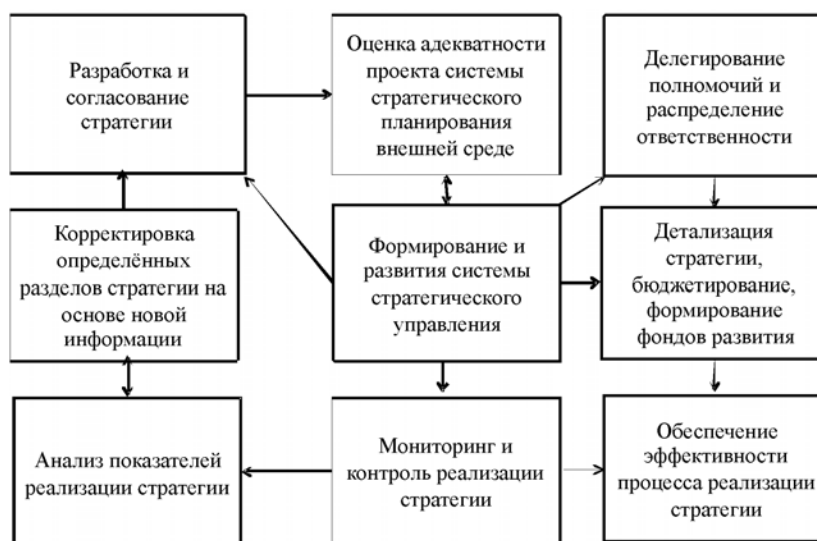 Разработка и
согласование
стратегии
Оценка адекватности
проекта системы
стратегического
планирования
внешней среде
Делегирование
полномочий и
распределение
ответственности
Корректировка
определённых
разделов стратегии на
основе новой
информации
Формирование и
развития системы
стратегического
управления
Детализация
стратегии,
бюджетирование,
формирование
фондов развития
Анализ показателей
реализации стратегии
Мониторинг и
контроль реализации
стратегии
Обеспечение
эффективности
процесса реализации
стратегии